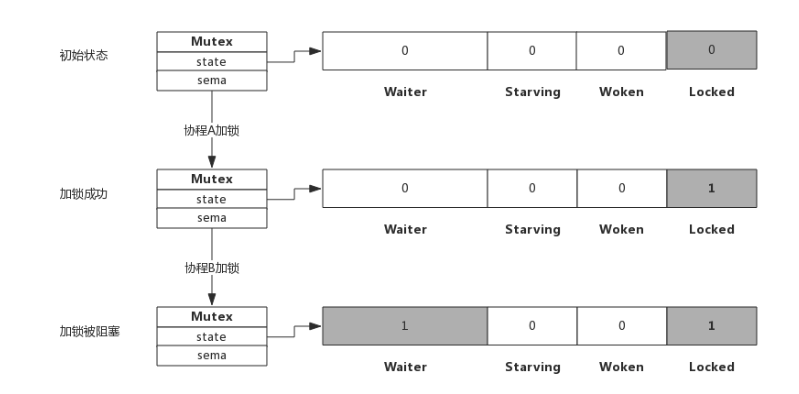 初始状态
Mutex
state
sema
0 0 0 0
Waiter Starving Woken Locked
协程A加锁
加锁成功
Mutex
state
sema
0 0 0 1
Waiter Starving Woken Locked
协程B加锁
加锁被阻塞
Mutex
state
sema
1 0 0 1
Waiter Starving Woken Locked